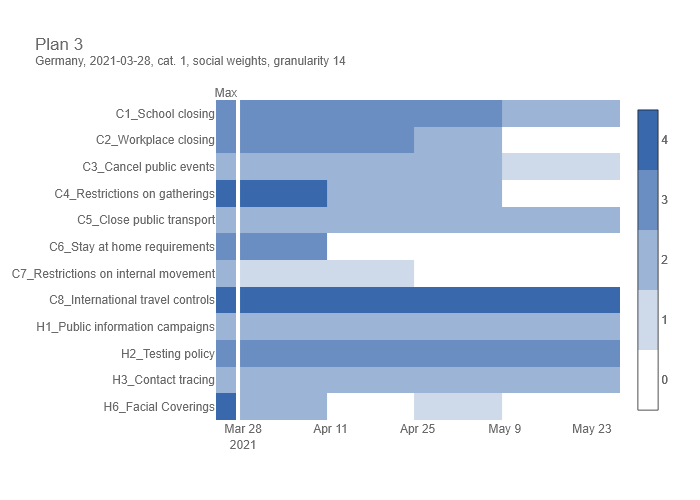 Plan 3
Germany, 2021-03-28, cat. 1, social weights, granularity 14
Max
C1_School closing
C2_Workplace closing
C3_Cancel public events
C4_Restrictions on gatherings
C5_Close public transport
C6_Stay at home requirements
C7_Restrictions on internal movement
C8_International travel controls
H1_Public information campaigns
H2_Testing policy
H3_Contact tracing
H6_Facial Coverings
Mar 28 Apr 11 Apr 25 May 9 May 23
2021
4
3
2
1
0